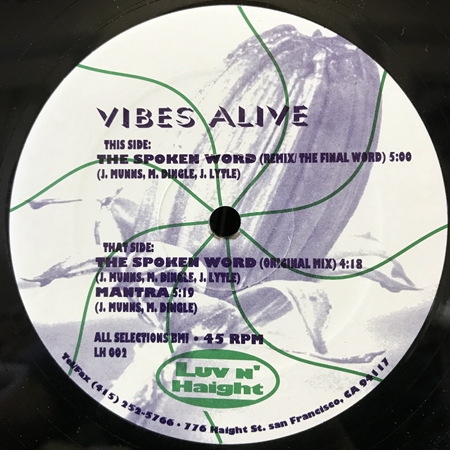 VIBES ALIVE
THIS SIDE:
THE SPOKEN WORD (REMIX/ THE FINAL WORD) 5:00
(J. MUNNS, M. DINGLE, J. LYTLE)
THAT SIDE:
THE SPOKEN WORD (ORIGINAL MIX) 4:18
(J. MUNNS, M. DINGLE, J. LYTLE)
MANTRA 5:19
(J. MUNNS, M. DINGLE)
ALL SELECTIONS BMI • 45 RPM
LH 002
LUV N'
HAIGHT
Tel/Fax (415) 252-5766 • 776 Haight St. san Francisco, CA 94117